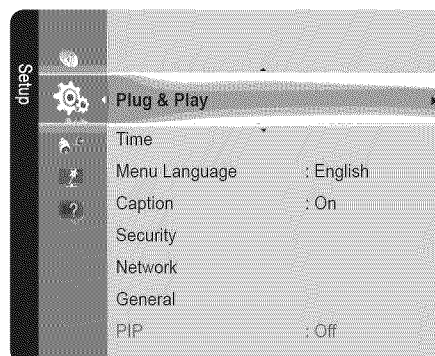 Setup
Plug & Play
Time
Menu Language : English
Caption : On
Security
Network
General
PIP : Off